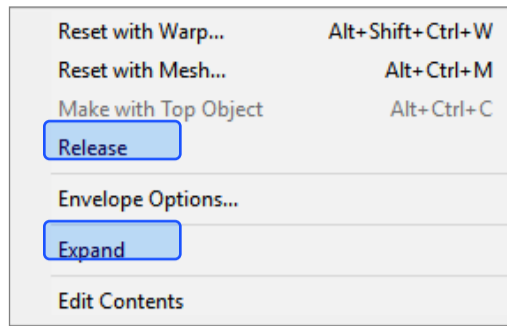 Reset with Warp... Alt+Shift+Ctrl+W
Reset with Mesh... Alt+Ctrl+M
Make with Top Object Alt+Ctrl+C
Release
Envelope Options...
Expand
Edit Contents